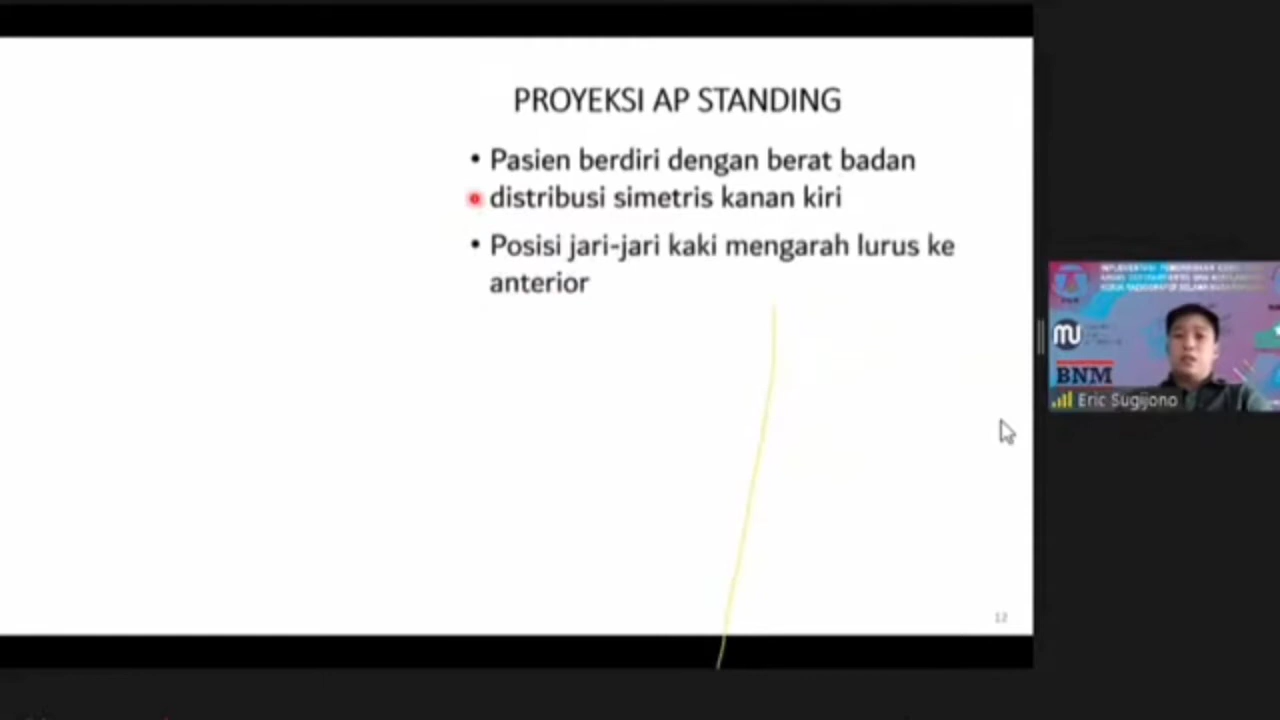 PROYEKSI AP STANDING
• Pasien berdiri dengan berat badan
distribusi simetris kanan kiri
• Posisi jari-jari kaki mengarah lurus ke
anterior
12
BNM
Eric Sugijono